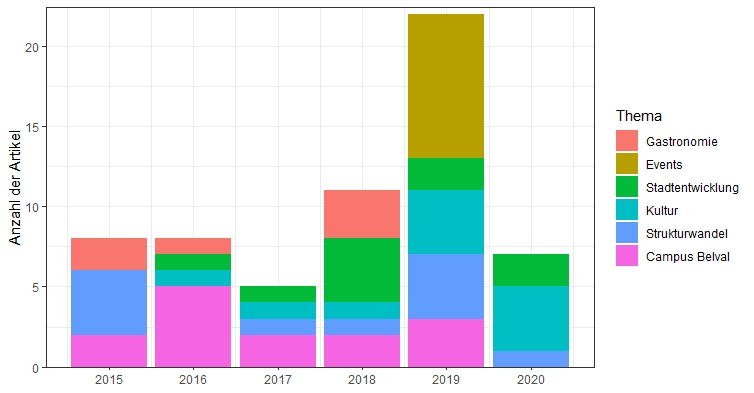 Anzahl der Artikel
20
15
10
5
0
2015 2016 2017 2018 2019 2020
Thema
Gastronomie
Events
Stadtentwicklung
Kultur
Strukturwandel
Campus Belval